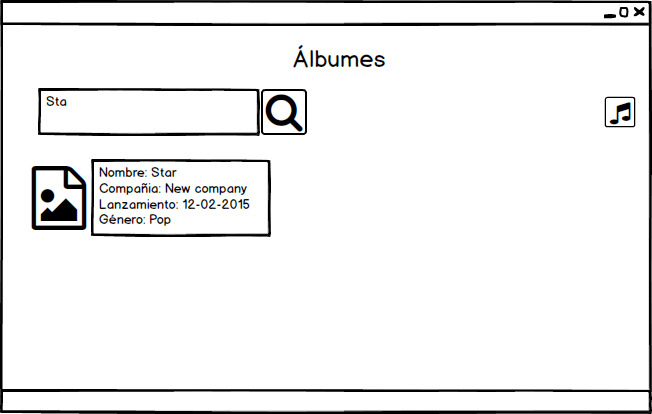 Álbumes
Sta
Nombre: Star
Compañia: New company
Lanzamiento: 12-02-2015
Género: Pop